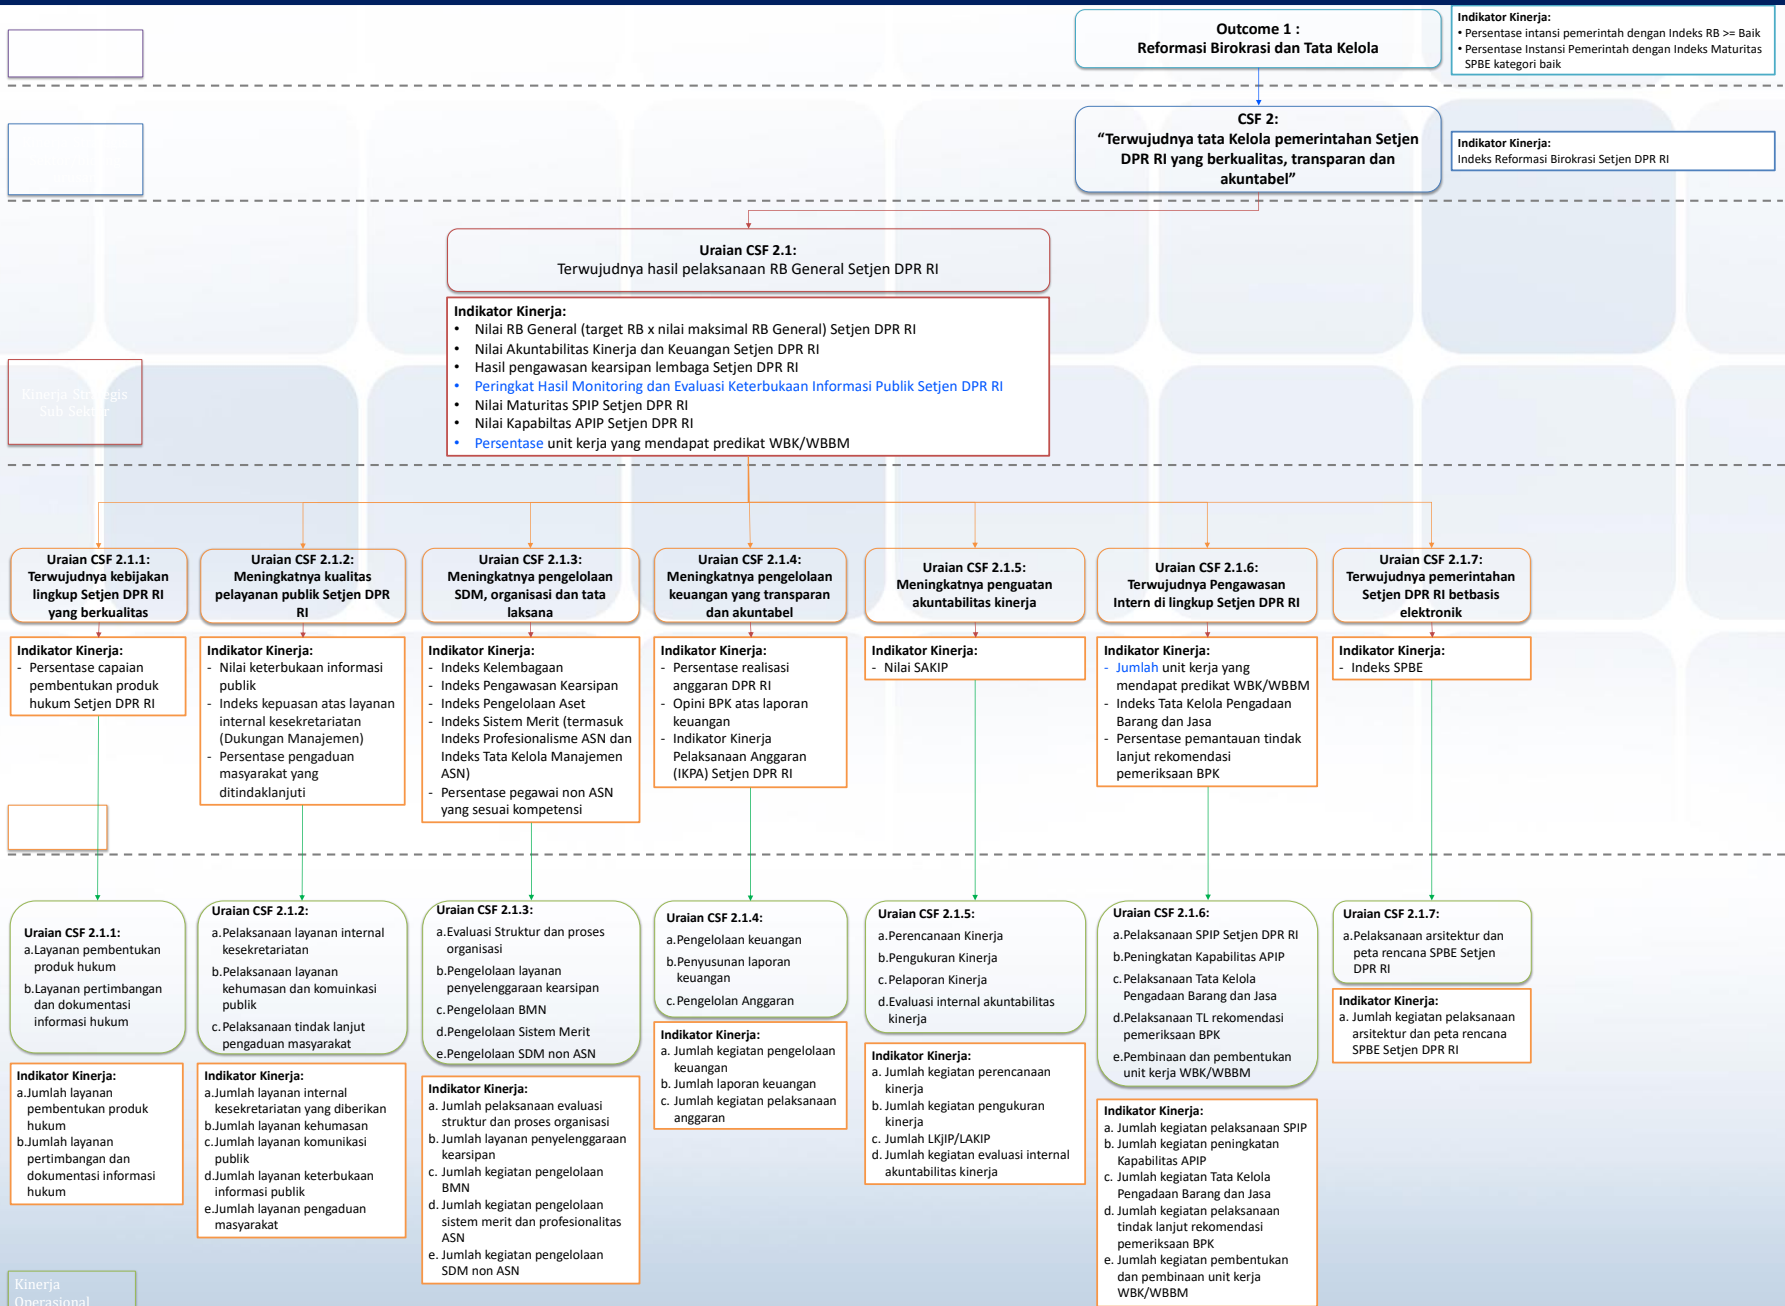 Outcome 1 :
Reformasi Birokrasi dan Tata Kelola
Indikator Kinerja:
• Persentase intansi pemerintah dengan Indeks RB >= Baik
• Persentase Instansi Pemerintah dengan Indeks Maturitas
SPBE kategori baik
CSF 2:
“Terwujudnya tata Kelola pemerintahan Setjen
DPR RI yang berkualitas, transparan dan
akuntabel”
Indikator Kinerja:
Indeks Reformasi Birokrasi Setjen DPR RI
Uraian CSF 2.1:
Terwujudnya hasil pelaksanaan RB General Setjen DPR RI
Indikator Kinerja:
• Nilai RB General (target RB x nilai maksimal RB General) Setjen DPR RI
• Nilai Akuntabilitas Kinerja dan Keuangan Setjen DPR RI
• Hasil pengawasan kearsipan lembaga Setjen DPR RI
• Peringkat Hasil Monitoring dan Evaluasi Keterbukaan Informasi Publik Setjen DPR RI
• Nilai Maturitas SPIP Setjen DPR RI
• Nilai Kapabiltas APIP Setjen DPR RI
• Persentase unit kerja yang mendapat predikat WBK/WBBM
Kinerja Strategis
Sub Sektor
Uraian CSF 2.1.1:
Terwujudnya kebijakan
lingkup Setjen DPR RI
yang berkualitas
Indikator Kinerja:
- Persentase capaian
pembentukan produk
hukum Setjen DPR RI
Uraian CSF 2.1.2:
Meningkatnya kualitas
pelayanan publik Setjen DPR
RI
Indikator Kinerja:
- Nilai keterbukaan informasi
publik
- Indeks kepuasan atas layanan
internal kesekretariatan
(Dukungan Manajemen)
- Persentase pengaduan
masyarakat yang
ditindaklanjuti
Uraian CSF 2.1.3:
Meningkatnya pengelolaan
SDM, organisasi dan tata
laksana
Indikator Kinerja:
- Indeks Kelembagaan
- Indeks Pengawasan Kearsipan
- Indeks Pengelolaan Aset
- Indeks Sistem Merit (termasuk
Indeks Profesionalisme ASN dan
Indeks Tata Kelola Manajemen
ASN)
- Persentase pegawai non ASN
yang sesuai kompetensi
Uraian CSF 2.1.4:
Meningkatnya pengelolaan
keuangan yang transparan
dan akuntabel
Indikator Kinerja:
- Persentase realisasi
anggaran DPR RI
- Opini BPK atas laporan
keuangan
- Indikator Kinerja
Pelaksanaan Anggaran
(IKPA) Setjen DPR RI
Uraian CSF 2.1.5:
Meningkatnya penguatan
akuntabilitas kinerja
Indikator Kinerja:
- Nilai SAKIP
Uraian CSF 2.1.6:
Terwujudnya Pengawasan
Intern di lingkup Setjen DPR RI
Indikator Kinerja:
- Jumlah unit kerja yang
mendapat predikat WBK/WBBM
- Indeks Tata Kelola Pengadaan
Barang dan Jasa
- Persentase pemantauan tindak
lanjut rekomendasi
pemeriksaan BPK
Uraian CSF 2.1.7:
Terwujudnya pemerintahan
Setjen DPR RI betbasis
elektronik
Indikator Kinerja:
- Indeks SPBE
Uraian CSF 2.1.1:
a.Layanan pembentukan
produk hukum
b.Layanan pertimbangan
dan dokumentasi
informasi hukum
Indikator Kinerja:
a.Jumlah layanan
pembentukan produk
hukum
b.Jumlah layanan
pertimbangan dan
dokumentasi informasi
hukum
Uraian CSF 2.1.2:
a.Pelaksanaan layanan internal
kesekretariatan
b.Pelaksanaan layanan
kehumasan dan komuinkasi
publik
c.Pelaksanaan tindak lanjut
pengaduan masyarakat
Indikator Kinerja:
a.Jumlah layanan internal
kesekretariatan yang diberikan
b.Jumlah layanan kehumasan
c.Jumlah layanan komunikasi
publik
d.Jumlah layanan keterbukaan
informasi publik
e.Jumlah layanan pengaduan
masyarakat
Uraian CSF 2.1.3:
a.Evaluasi Struktur dan proses
organisasi
b.Pengelolaan layanan
penyelenggaraan kearsipan
c.Pengelolaan BMN
d.Pengelolaan Sistem Merit
e.Pengelolaan SDM non ASN
Indikator Kinerja:
a. Jumlah pelaksanaan evaluasi
struktur dan proses organisasi
b. Jumlah layanan penyelenggaraan
kearsipan
c. Jumlah kegiatan pengelolaan
BMN
d. Jumlah kegiatan pengelolaan
sistem merit dan profesionalitas
ASN
e. Jumlah kegiatan pengelolaan
SDM non ASN
Uraian CSF 2.1.4:
a.Pengelolaan keuangan
b.Penyusunan laporan
keuangan
c.Pengelolan Anggaran
Indikator Kinerja:
a. Jumlah kegiatan pengelolaan
keuangan
b. Jumlah laporan keuangan
c. Jumlah kegiatan pelaksanaan
anggaran
Uraian CSF 2.1.5:
a.Perencanaan Kinerja
b.Pengukuran Kinerja
c.Pelaporan Kinerja
d.Evaluasi internal akuntabilitas
kinerja
Indikator Kinerja:
a. Jumlah kegiatan perencanaan
kinerja
b. Jumlah kegiatan pengukuran
kinerja
c. Jumlah LKjIP/LAKIP
d. Jumlah kegiatan evaluasi internal
akuntabilitas kinerja
Uraian CSF 2.1.6:
a.Pelaksanaan SPIP Setjen DPR RI
b.Peningkatan Kapabilitas APIP
c.Pelaksanaan Tata Kelola
Pengadaan Barang dan Jasa
d.Pelaksanaan TL rekomendasi
pemeriksaan BPK
e.Pembinaan dan pembentukan
unit kerja WBK/WBBM
Indikator Kinerja:
a. Jumlah kegiatan pelaksanaan SPIP
b. Jumlah kegiatan peningkatan
Kapabilitas APIP
c. Jumlah kegiatan Tata Kelola
Pengadaan Barang dan Jasa
d. Jumlah kegiatan pelaksanaan
tindak lanjut rekomendasi
pemeriksaan BPK
e. Jumlah kegiatan pembentukan
dan pembinaan unit kerja
WBK/WBBM
Uraian CSF 2.1.7:
a.Pelaksanaan arsitektur dan
peta rencana SPBE Setjen
DPR RI
Indikator Kinerja:
a. Jumlah kegiatan pelaksanaan
arsitektur dan peta rencana
SPBE Setjen DPR RI
Kinerja
Operasional